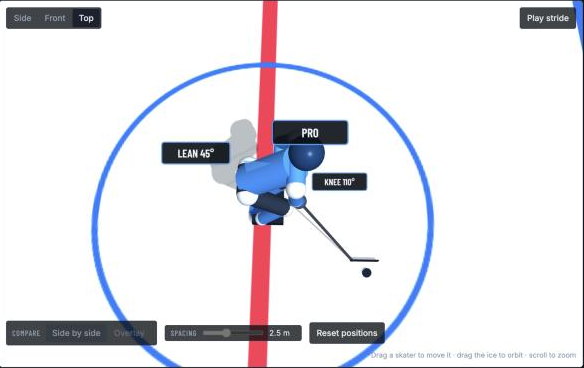 Side Front Top
Play stride
PRO
LEAN 45°
KNEE 110°
COMPARE Side by side Overlay
SPACING 2.5 m
Reset positions
Drag a skater to move it · drag the ice to orbit · scroll to zoom